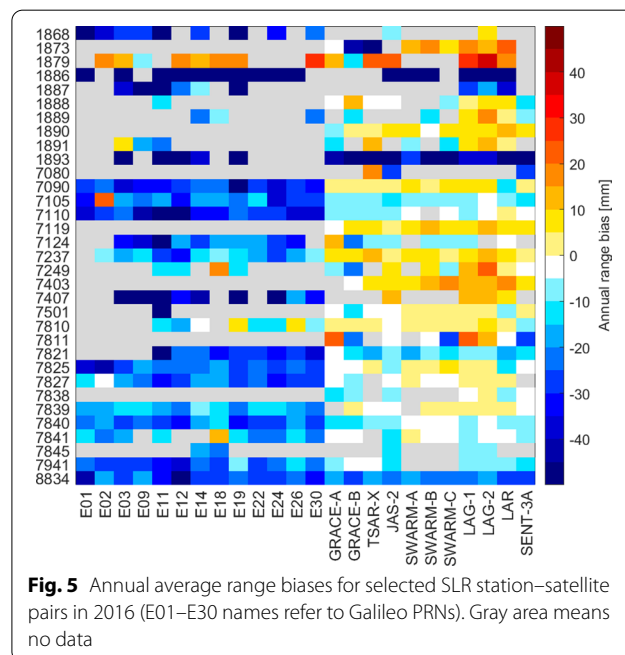 1868
1873
1879
1886
1887
1888
1889
1890
1891
1893
7080
7090
7105
7110
7119
7124
7237
7249
7403
7407
7501
7810
7811
7821
7825
7827
7838
7839
7840
7841
7845
7941
8834
E01
E02
E03
E09
E11
E12
E14
E18
E19
E22
E24
E26
E30
GRACE-A
GRACE-B
TSAR-X
JAS-2
SWARM-A
SWARM-B
SWARM-C
LAG-1
LAG-2
LAR
SENT-3A
40
30
20
10
0
-10
-20
-30
-40
Annual range bias [mm]
Fig. 5 Annual average range biases for selected SLR station–satellite
pairs in 2016 (E01–E30 names refer to Galileo PRNs). Gray area means
no data